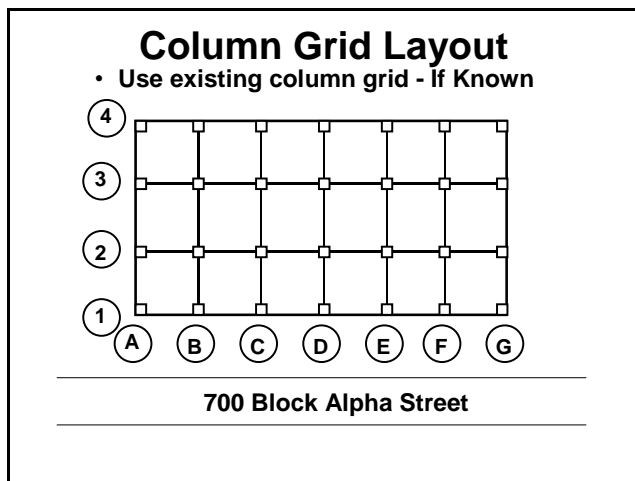 Column Grid Layout
• Use existing column grid - If Known
4
3
2
1
A B C D E F G
700 Block Alpha Street